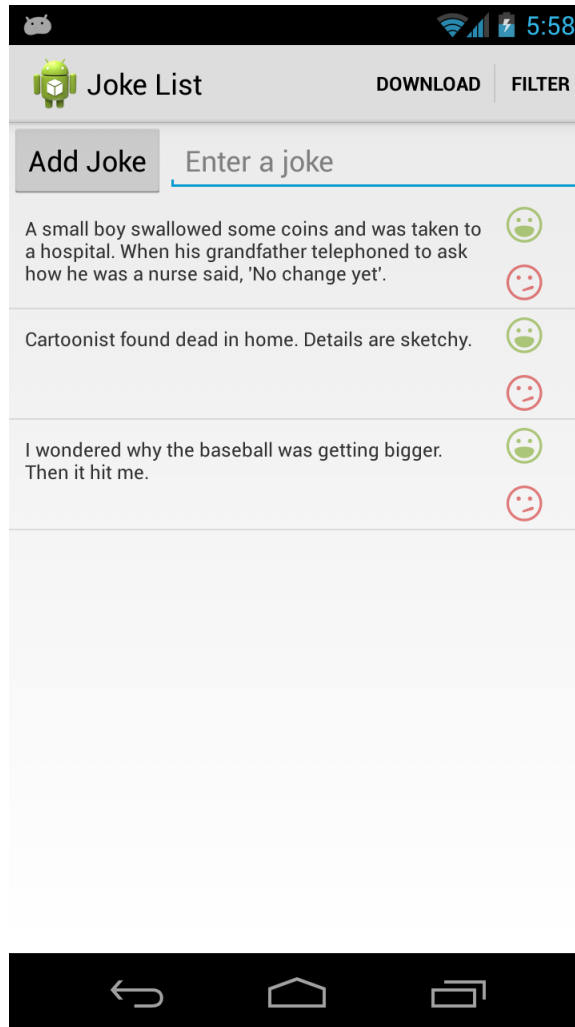 5:58
Joke List
DOWNLOAD
FILTER
Add Joke
Enter a joke
A small boy swallowed some coins and was taken to
a hospital. When his grandfather telephoned to ask
how he was a nurse said, 'No change yet'.
Cartoonist found dead in home. Details are sketchy.
I wondered why the baseball was getting bigger.
Then it hit me.